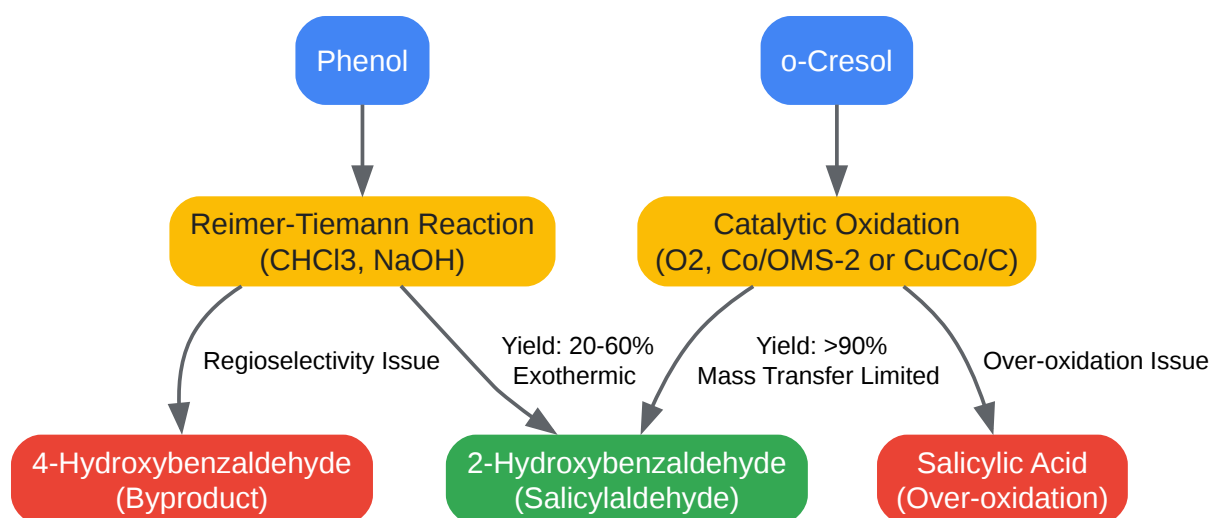 Phenol
o-Cresol
Reimer-Tiemann Reaction
(CHCl3, NaOH)
Catalytic Oxidation
(O2, Co/OMS-2 or CuCo/C)
Regioselectivity Issue
Yield: 20-60%
Exothermic
Yield: >90%
Mass Transfer Limited
Over-oxidation Issue
4-Hydroxybenzaldehyde
(Byproduct)
2-Hydroxybenzaldehyde
(Salicylaldehyde)
Salicylic Acid
(Over-oxidation)